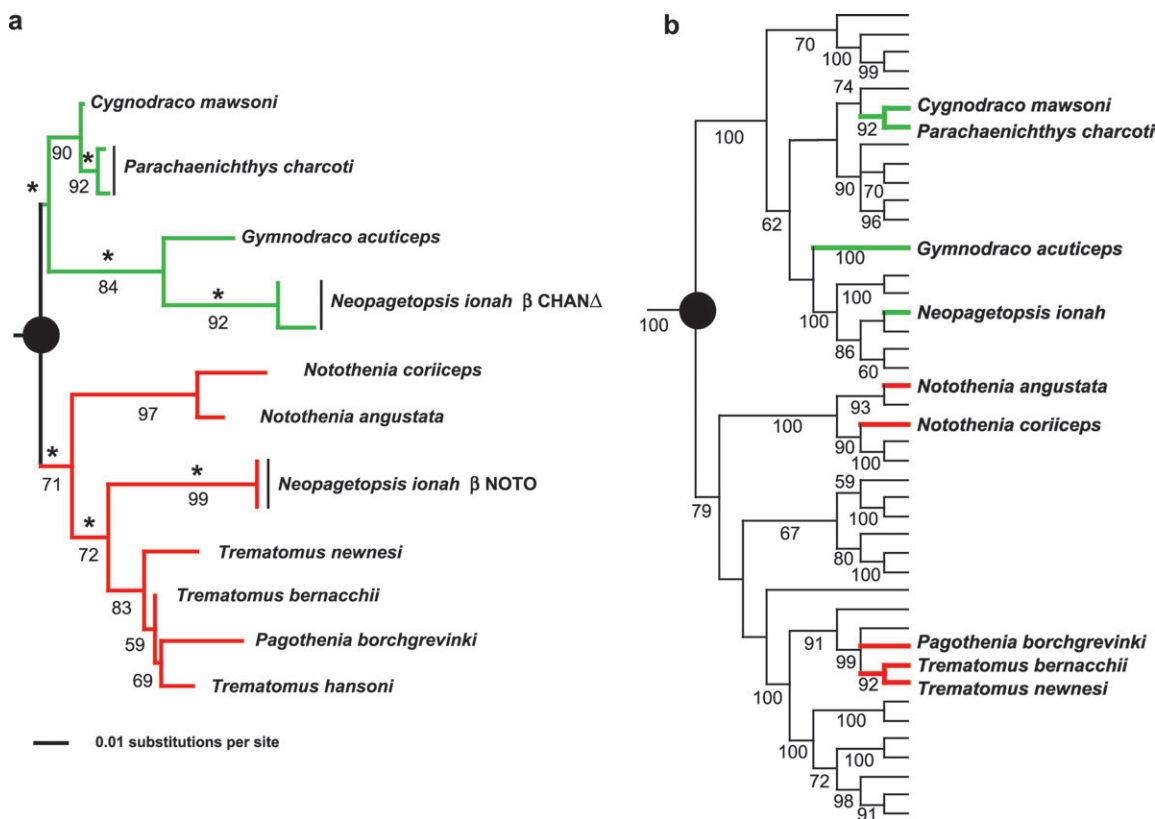 a
Cygnodraco mawsoni
90
*
Parachaenichthys charcoti
92
*
Gymnodraco acuticeps
*
84
*
Neopagetopsis ionah β CHANΔ
92
Notothenia coriiceps
97
Notothenia angustata
*
71
*
Neopagetopsis ionah β NOTO
99
*
72
Trematomus newnesi
83
Trematomus bernacchii
59
Pagothenia borchgrevinki
69
Trematomus hansoni
0.01 substitutions per site
b
70
100
99
74
Cygnodraco mawsoni
92
Parachaenichthys charcoti
100
90
70
96
62
Gymnodraco acuticeps
100
100
Neopagetopsis ionah
100
86
60
100
Notothenia angustata
93
100
Notothenia coriiceps
90
100
59
79
67
100
80
100
91
Pagothenia borchgrevinki
99
Trematomus bernacchii
92
Trematomus newnesi
100
100
100
100
72
98
91